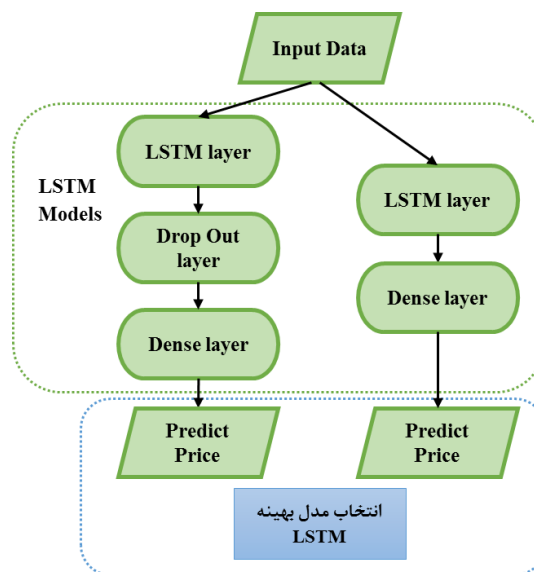 Input Data
LSTM
Models
LSTM layer
Drop Out
layer
Dense layer
LSTM layer
Dense layer
Predict
Price
Predict
Price
انتخاب مدل بهینه
LSTM